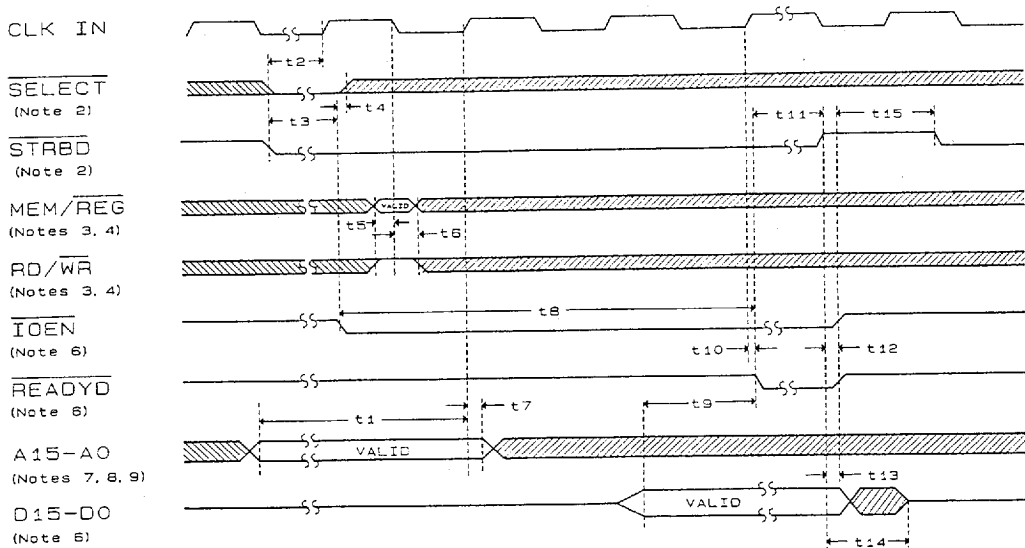 CLK IN
t2
SELECT
(Note 2)
t4
t3
t11
t15
STRBD
(Note 2)
MEM/REG
(Notes 3, 4)
VALID
t5
t6
RD/WR
(Notes 3, 4)
t8
IOEN
(Note 6)
t10
t12
READYD
(Note 6)
t1
t7
t9
A15-A0
(Notes 7, 8, 9)
VALID
t13
D15-D0
(Note 6)
VALID
t14